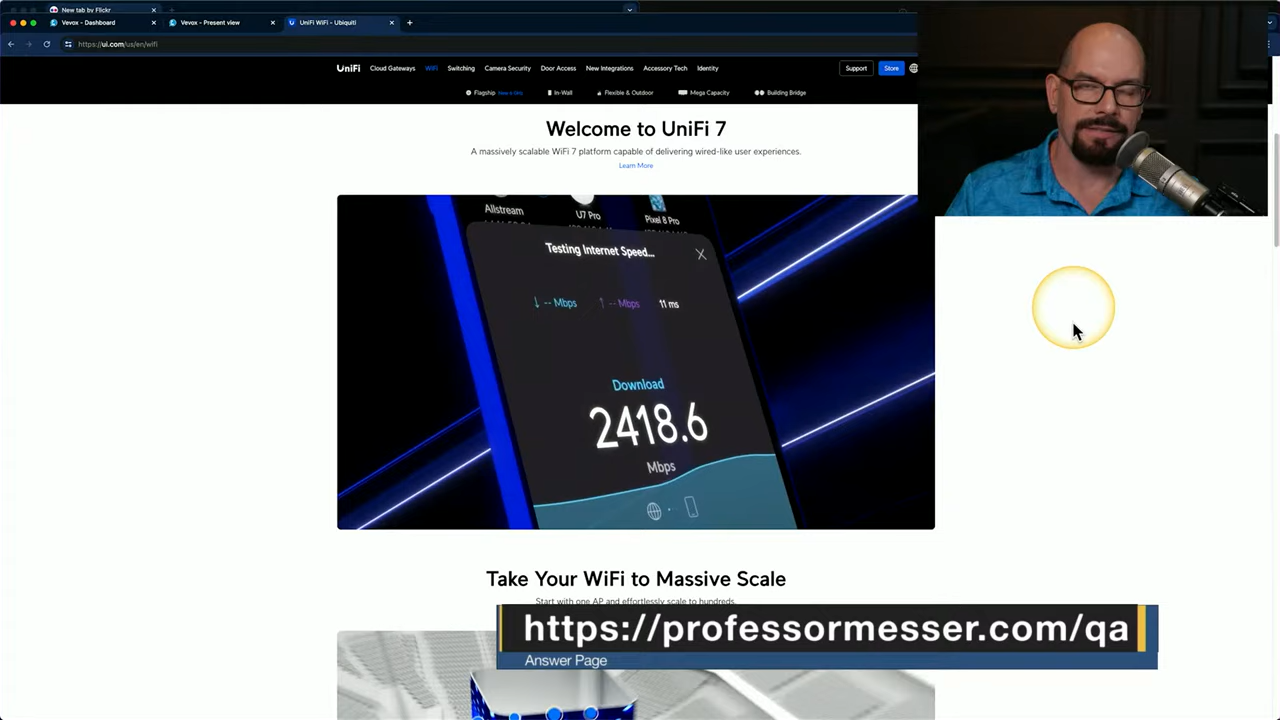 New tab by Flickr
Vevox - Dashboard
Vevox - Present view
UniFi WiFi - Ubiquiti
https://ui.com/us/en/wifi
UniFi
Cloud Gateways
WiFi
Switching
Camera Security
Door Access
New Integrations
Accessory Tech
Identity
Support
Store
Flagship
In-Wall
Flexible & Outdoor
Mega Capacity
Building Bridge
Welcome to UniFi 7
A massively scalable WiFi 7 platform capable of delivering wired-like user experiences.
Learn More
Allstream
U7 Pro
Pixel 8 Pro
Testing Internet Speed...
-- Mbps
-- Mbps
11 ms
Download
2418.6
Mbps
Take Your WiFi to Massive Scale
Start with one AP and effortlessly scale to hundreds.
https://professormesser.com/qa
Answer Page